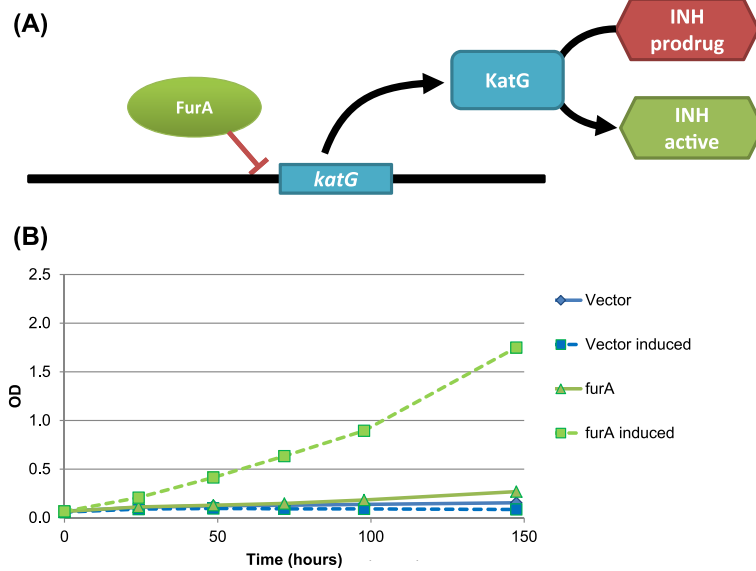 (A)
INH
prodrug
KatG
FurA
INH
active
katG
(B)
2.5
2.0
1.5
1.0
0.5
0.0
OD
0
50
100
150
Time (hours)
Vector
Vector induced
furA
furA induced